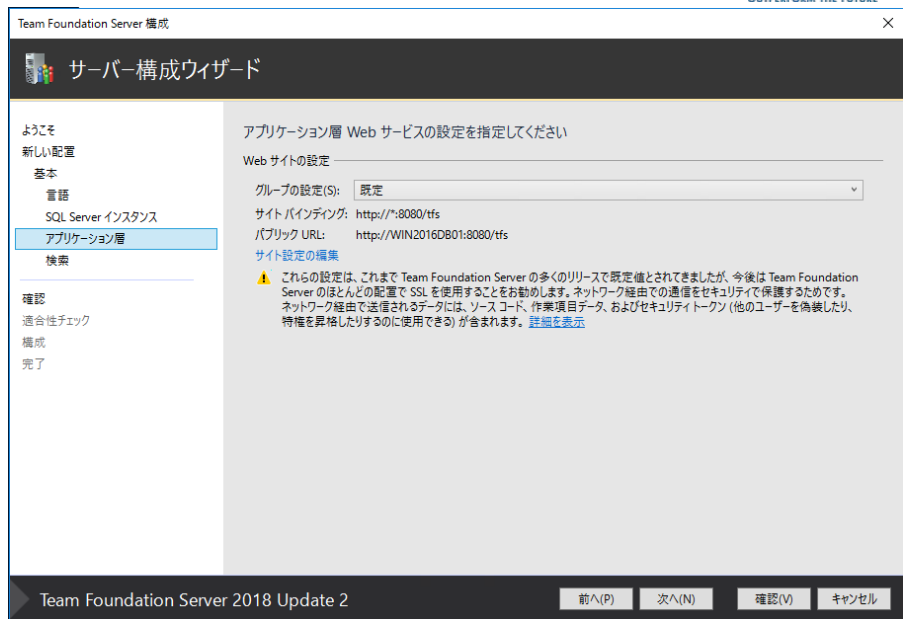 OUTPERFORM THE FUTURE
Team Foundation Server 構成
サーバー構成ウィザード
ようこそ
新しい配置
基本
言語
SQL Server インスタンス
アプリケーション層
検索
確認
適合性チェック
構成
完了
アプリケーション層 Web サービスの設定を指定してください
Web サイトの設定
グループの設定(S): 既定
サイト バインディング: http://*:8080/tfs
パブリック URL: http://WIN2016DB01:8080/tfs
サイト設定の編集
これらの設定は、これまで Team Foundation Server の多くのリリースで既定値とされてきましたが、今後は Team Foundation
Server のほとんどの配置で SSL を使用することをお勧めします。ネットワーク経由での通信をセキュリティで保護するためです。
ネットワーク経由で送信されるデータには、ソース コード、作業項目データ、およびセキュリティ トークン (他のユーザーを偽装したり、
特権を昇格したりするのに使用できる) が含まれます。 詳細を表示
Team Foundation Server 2018 Update 2
前へ(P)
次へ(N)
確認(V)
キャンセル